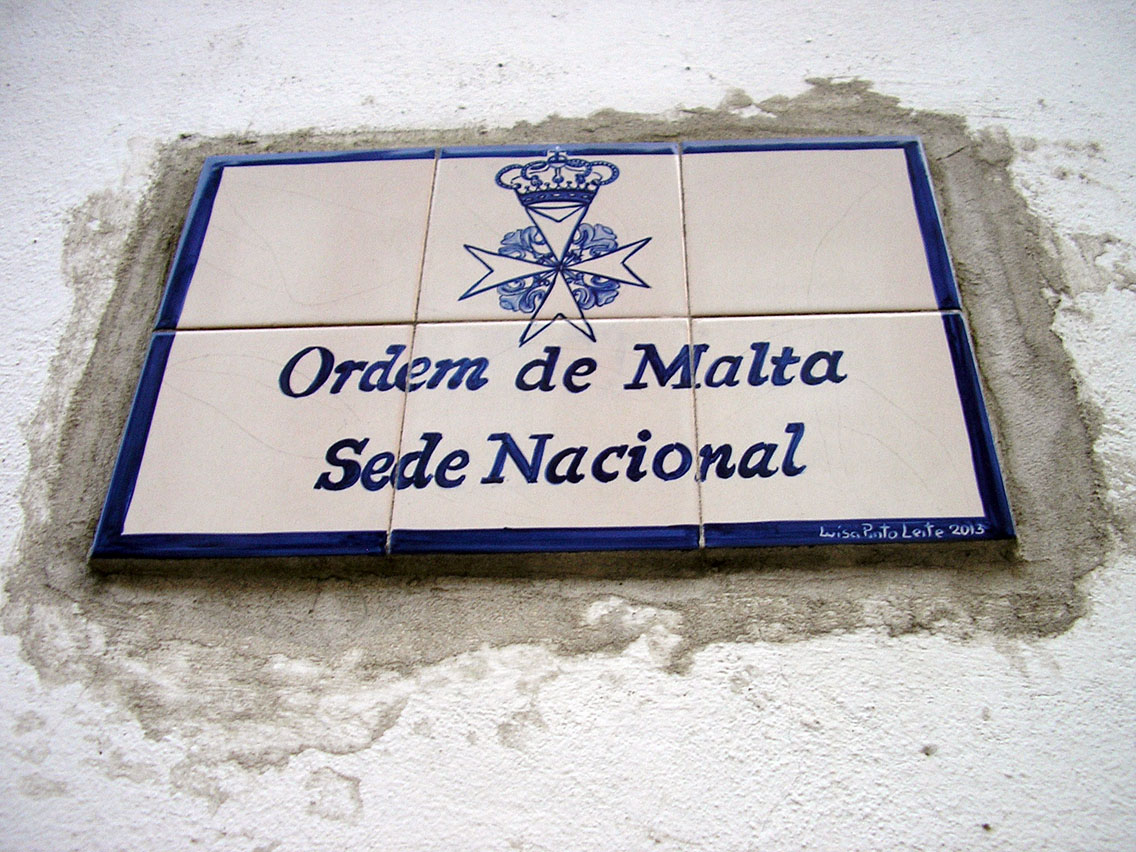 Ordem de Malta
Sede Nacional
Luisa Pinto Leite 2013